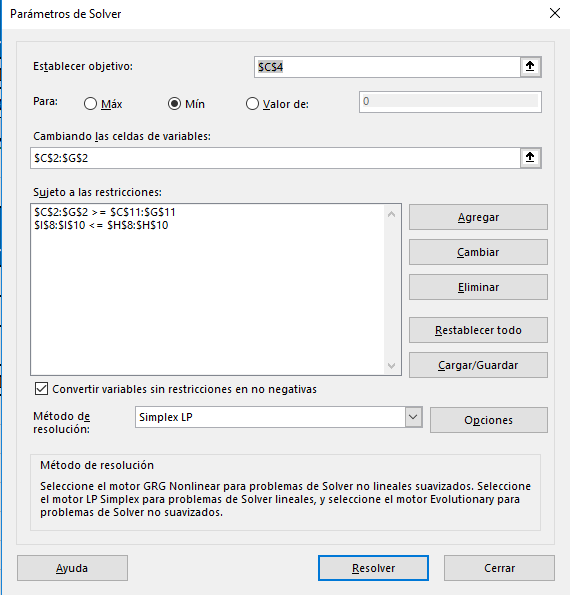 Parámetros de Solver
Establecer objetivo:
$C$4
Para:
Máx
Mín
Valor de:
0
Cambiando las celdas de variables:
$C$2:$G$2
Sujeto a las restricciones:
$C$2:$G$2 >= $C$11:$G$11
$I$8:$I$10 <= $H$8:$H$10
Agregar
Cambiar
Eliminar
Restablecer todo
Cargar/Guardar
Convertir variables sin restricciones en no negativas
Método de
resolución:
Simplex LP
Opciones
Método de resolución
Seleccione el motor GRG Nonlinear para problemas de Solver no lineales suavizados. Seleccione
el motor LP Simplex para problemas de Solver lineales, y seleccione el motor Evolutionary para
problemas de Solver no suavizados.
Ayuda
Resolver
Cerrar